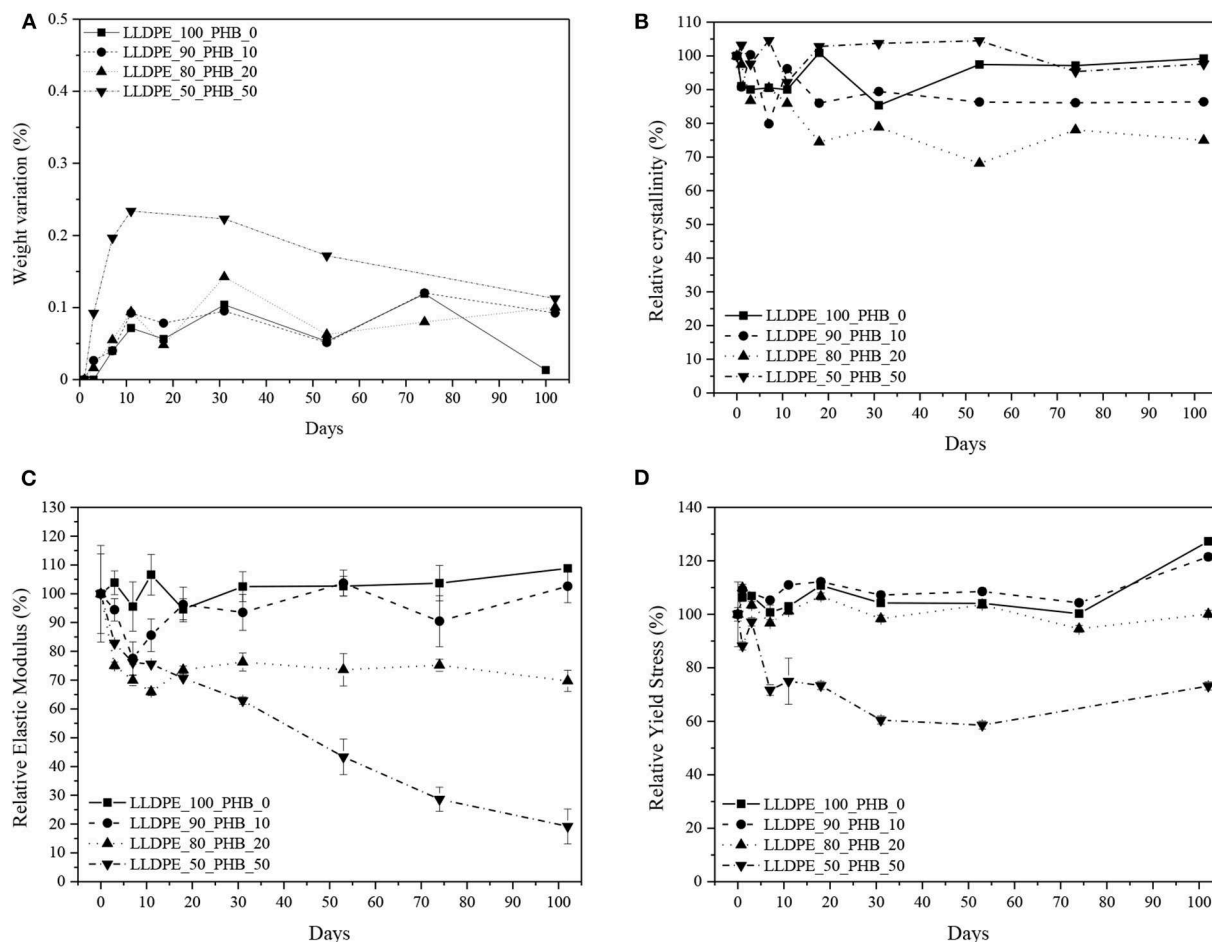 A
Weight variation (%)
0.5
0.4
0.3
0.2
0.1
0
LLDPE_100_PHB_0
LLDPE_90_PHB_10
LLDPE_80_PHB_20
LLDPE_50_PHB_50
0 10 20 30 40 50 60 70 80 90 100
Days
B
Relative crystallinity (%)
110
100
90
80
70
60
50
40
30
20
10
0
LLDPE_100_PHB_0
LLDPE_90_PHB_10
LLDPE_80_PHB_20
LLDPE_50_PHB_50
0 10 20 30 40 50 60 70 80 90 100
Days
C
Relative Elastic Modulus (%)
130
120
110
100
90
80
70
60
50
40
30
20
10
0
LLDPE_100_PHB_0
LLDPE_90_PHB_10
LLDPE_80_PHB_20
LLDPE_50_PHB_50
0 10 20 30 40 50 60 70 80 90 100
Days
D
Relative Yield Stress (%)
140
120
100
80
60
40
20
0
LLDPE_100_PHB_0
LLDPE_90_PHB_10
LLDPE_80_PHB_20
LLDPE_50_PHB_50
0 10 20 30 40 50 60 70 80 90 100
Days